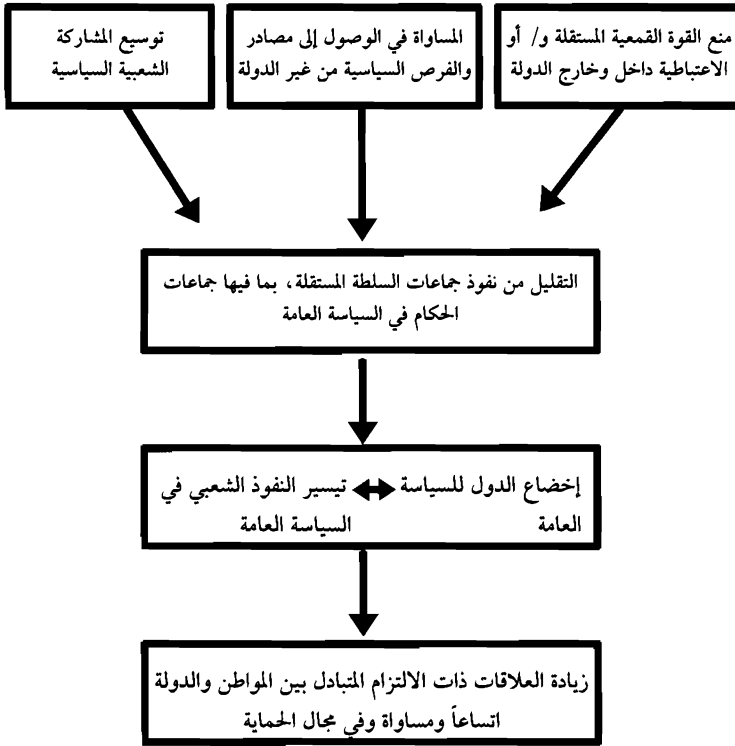 منع القوة القمعية المستقلة و/ أو
الاعتباطية داخل وخارج الدولة
المساواة في الوصول إلى مصادر
والفرص السياسية من غير الدولة
توسيع المشاركة
الشعبية السياسية
التقليل من نفوذ جماعات السلطة المستقلة، بما فيها جماعات
الحكام في السياسة العامة
إخضاع الدول للسياسة
العامة
تيسير النفوذ الشعبي في
السياسة العامة
زيادة العلاقات ذات الالتزام المتبادل بين المواطن والدولة
اتساعاً ومساواة وفي مجال الحماية